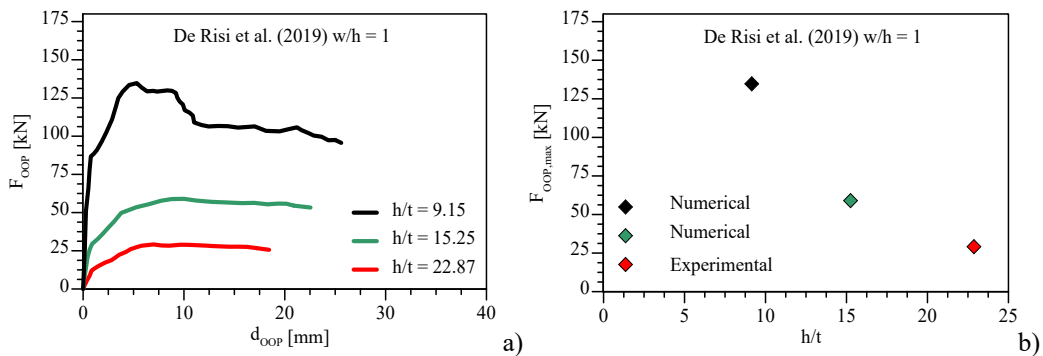 De Risi et al. (2019) w/h = 1
F_OOP [kN]
175
150
125
100
75
50
25
0
h/t = 9.15
h/t = 15.25
h/t = 22.87
0 10 20 30 40
d_OOP [mm]
a)
De Risi et al. (2019) w/h = 1
F_OOP,max [kN]
175
150
125
100
75
50
25
0
Numerical
Numerical
Experimental
0 5 10 15 20 25
h/t
b)